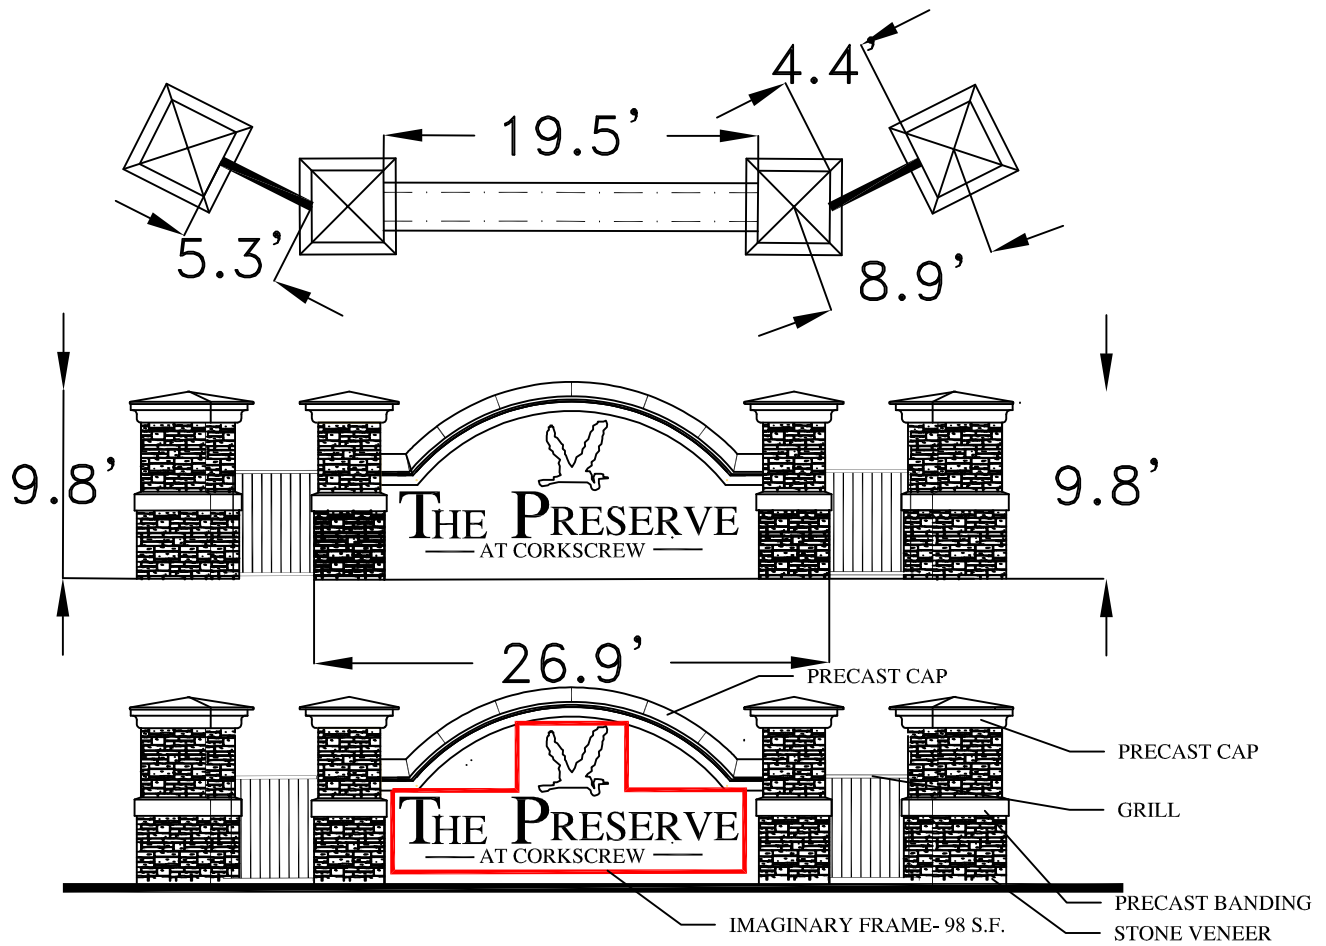 4.4'
19.5'
5.3'
8.9'
9.8'
9.8'
THE PRESERVE
AT CORKSCREW
26.9'
PRECAST CAP
PRECAST CAP
GRILL
THE PRESERVE
AT CORKSCREW
PRECAST BANDING
IMAGINARY FRAME- 98 S.F.
STONE VENEER